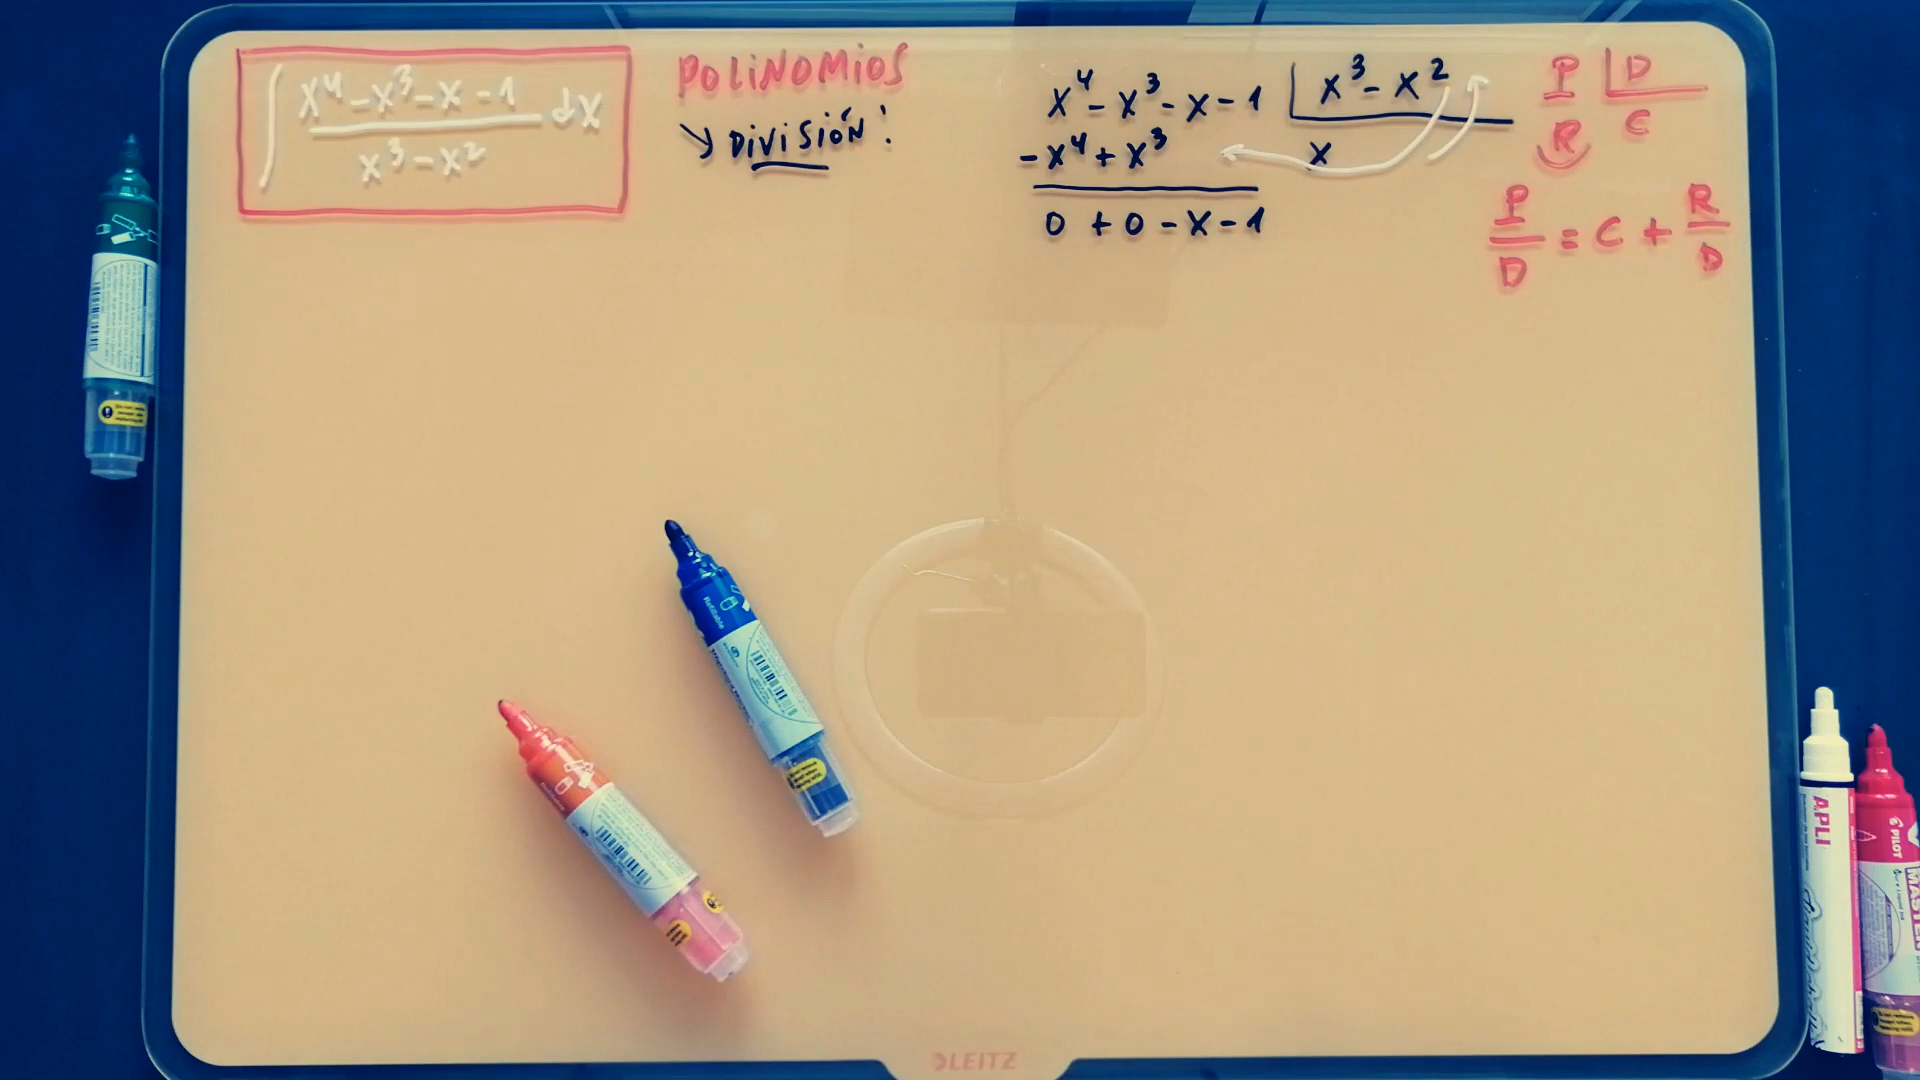 ∫ (x⁴ - x³ - x - 1)/(x³ - x²) dx
POLiNOMiOS
↘ DiViSiÓN:
x⁴ - x³ - x - 1 | x³ - x²
- x⁴ + x³ x
0 + 0 - x - 1
P | D
R C
P/D = C + R/D
Refillable
APLI
PILOT
MASTER
LEITZ